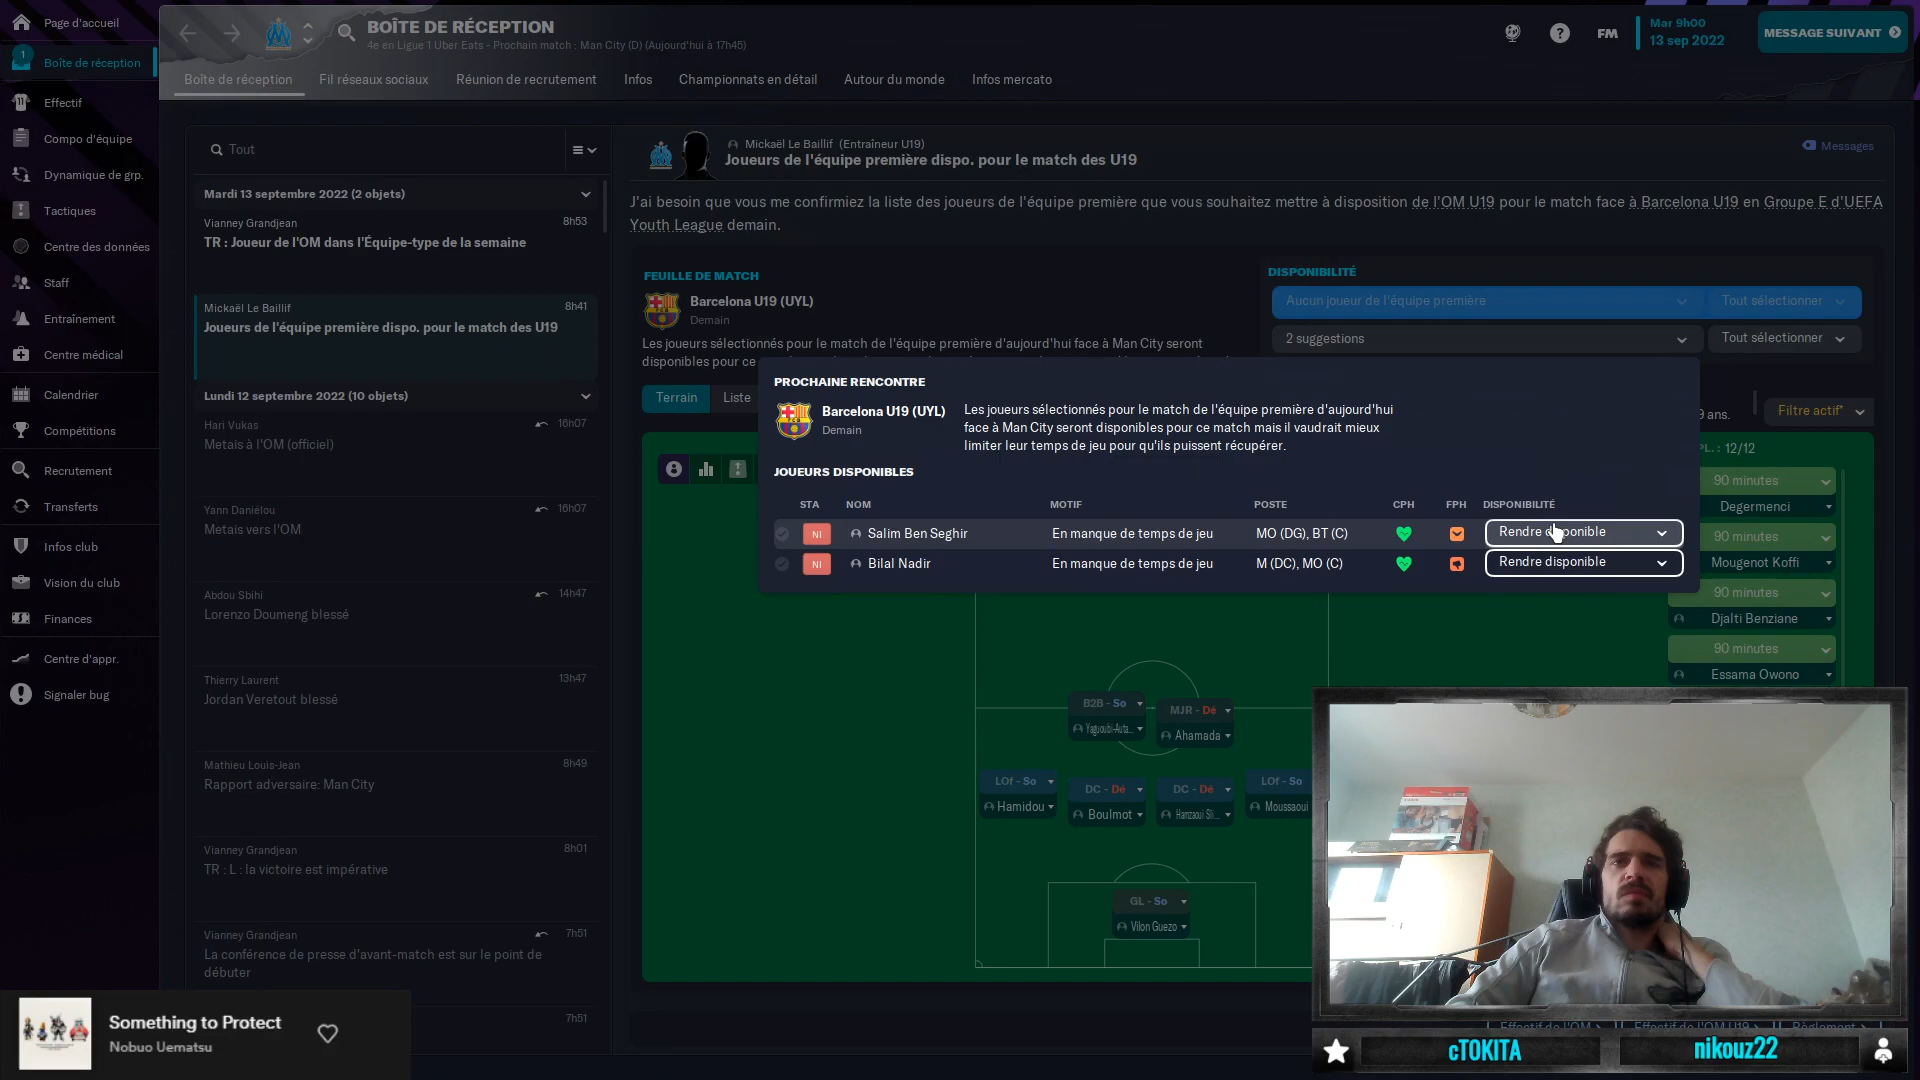 Page d'accueil
1
Boîte de réception
Effectif
Compo d'équipe
Dynamique de grp.
Tactiques
Centre des données
Staff
Entraînement
Centre médical
Calendrier
Compétitions
Recrutement
Transferts
Infos club
Vision du club
Finances
Centre d'appr.
Signaler bug
BOÎTE DE RÉCEPTION
4e en Ligue 1 Uber Eats - Prochain match : Man City (D) (Aujourd'hui à 17h45)
FM
Mar 9h00
13 sep 2022
MESSAGE SUIVANT
Boîte de réception
Fil réseaux sociaux
Réunion de recrutement
Infos
Championnats en détail
Autour du monde
Infos mercato
Tout
Mardi 13 septembre 2022 (2 objets)
Vianney Grandjean 8h53
TR : Joueur de l'OM dans l'Équipe-type de la semaine
Mickaël Le Baillif 8h41
Joueurs de l'équipe première dispo. pour le match des U19
Lundi 12 septembre 2022 (10 objets)
Hari Vukas 16h07
Metais à l'OM (officiel)
Yann Daniélou 16h07
Metais vers l'OM
Abdou Sbihi 14h47
Lorenzo Doumeng blessé
Thierry Laurent 13h47
Jordan Veretout blessé
Mathieu Louis-Jean 8h49
Rapport adversaire: Man City
Vianney Grandjean 8h01
TR : L : la victoire est impérative
Vianney Grandjean 7h51
La conférence de presse d'avant-match est sur le point de
débuter
7h51
Mickaël Le Baillif (Entraîneur U19)
Joueurs de l'équipe première dispo. pour le match des U19
Messages
J'ai besoin que vous me confirmiez la liste des joueurs de l'équipe première que vous souhaitez mettre à disposition de l'OM U19 pour le match face à Barcelona U19 en Groupe E d'UEFA
Youth League demain.
FEUILLE DE MATCH
Barcelona U19 (UYL)
Demain
Les joueurs sélectionnés pour le match de l'équipe première d'aujourd'hui face à Man City seront
disponibles pour ce
DISPONIBILITÉ
Aucun joueur de l'équipe première
Tout sélectionner
2 suggestions
Tout sélectionner
Terrain
Liste
9 ans.
Filtre actif*
PROCHAINE RENCONTRE
Barcelona U19 (UYL)
Demain
Les joueurs sélectionnés pour le match de l'équipe première d'aujourd'hui
face à Man City seront disponibles pour ce match mais il vaudrait mieux
limiter leur temps de jeu pour qu'ils puissent récupérer.
JOUEURS DISPONIBLES
STA NOM MOTIF POSTE CPH FPH DISPONIBILITÉ
NI Salim Ben Seghir En manque de temps de jeu MO (DG), BT (C) Rendre disponible
NI Bilal Nadir En manque de temps de jeu M (DC), MO (C) Rendre disponible
PL. : 12/12
90 minutes
Degermenci
90 minutes
Mougenot Koffi
90 minutes
Djalti Benziane
90 minutes
Essama Owono
B2B - So
Yaguoubi-Auta...
MJR - Dé
Ahamada
LOf - So
Hamidou
DC - Dé
Boulmot
DC - Dé
Hamzaoui Sli...
LOf - So
Moussaoui
GL - So
Vilon Guezo
Effectif de l'OM >
Effectif de l'OM U19 >
Règlement >
Something to Protect
Nobuo Uematsu
cTOKITA
nikouz22